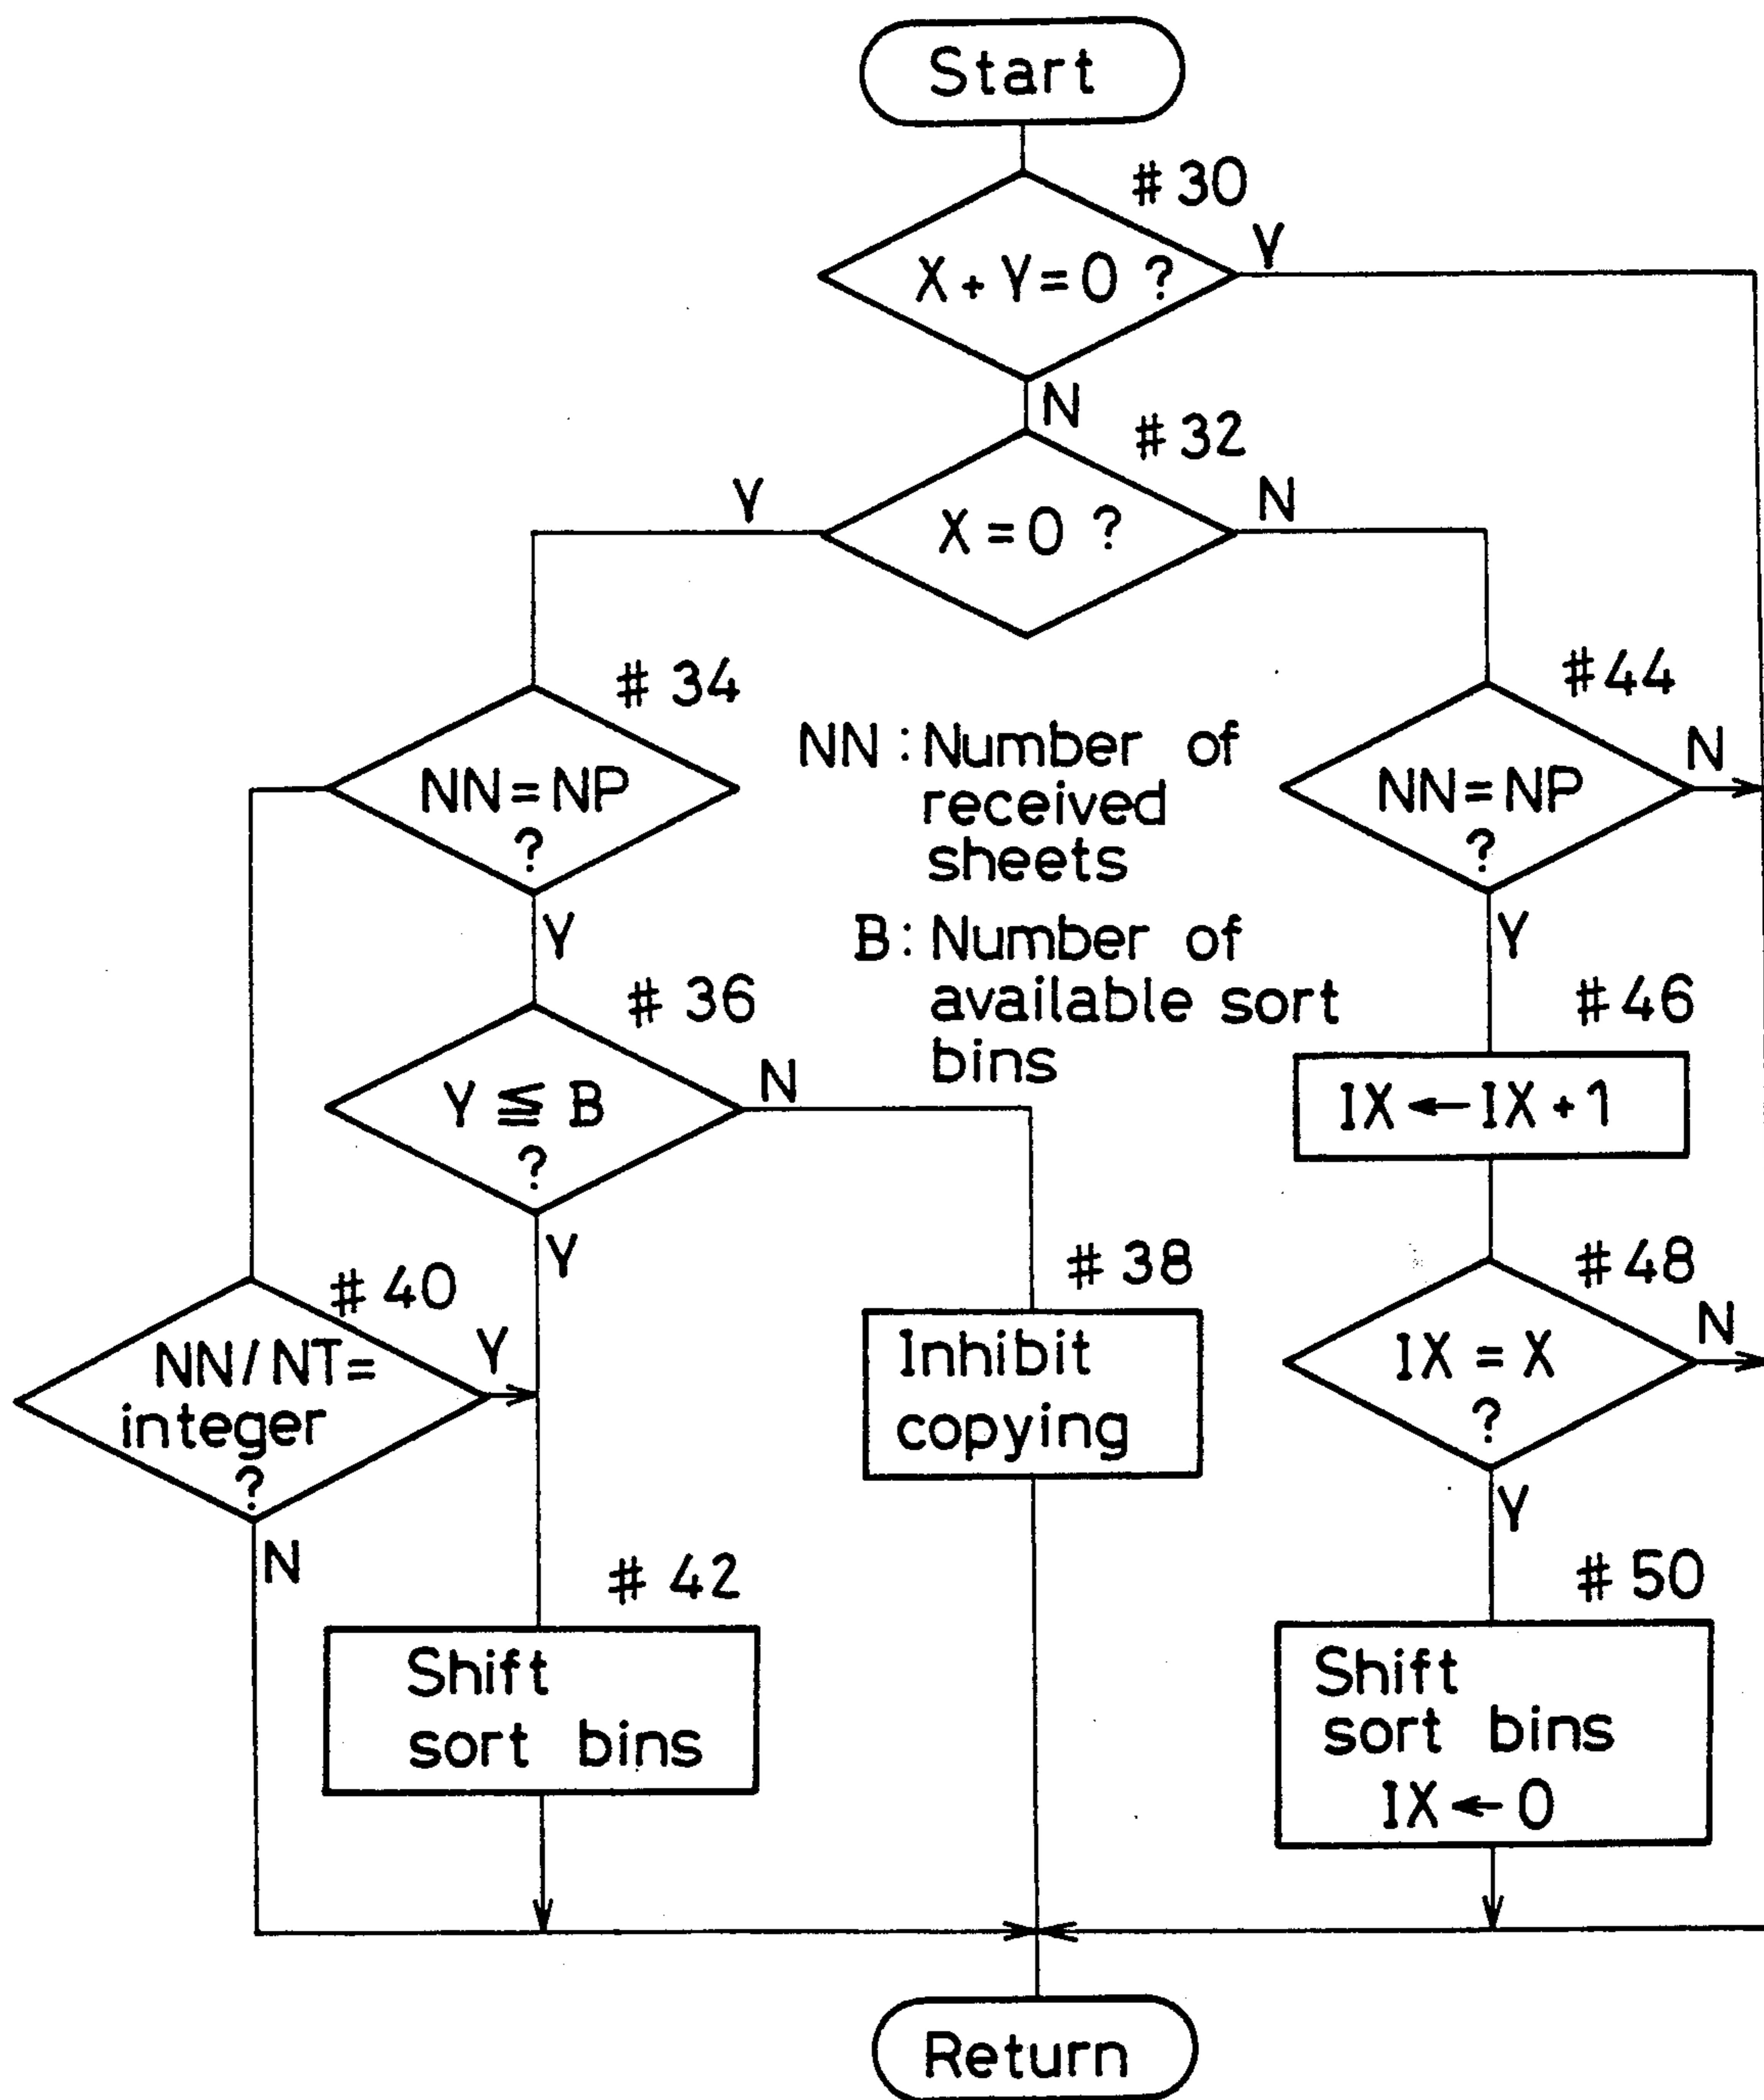 Start
#30
X+Y=0 ?
Y
N
#32
X=0 ?
Y
N
#34
NN=NP
?
Y
NN: Number of
received
sheets
B: Number of
available sort
bins
#44
NN=NP
?
N
Y
#36
Y ≦ B
?
N
Y
#46
IX←IX+1
#40
NN/NT=
integer
?
Y
N
#38
Inhibit
copying
#48
IX = X
?
N
Y
#42
Shift
sort bins
#50
Shift
sort bins
IX←0
Return